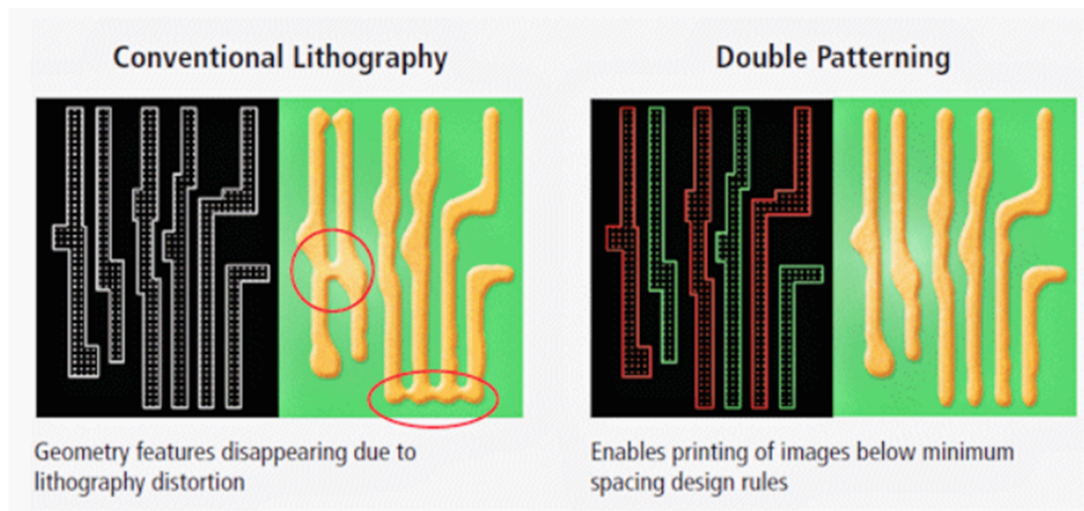 Conventional Lithography
Double Patterning
Geometry features disappearing due to
lithography distortion
Enables printing of images below minimum
spacing design rules